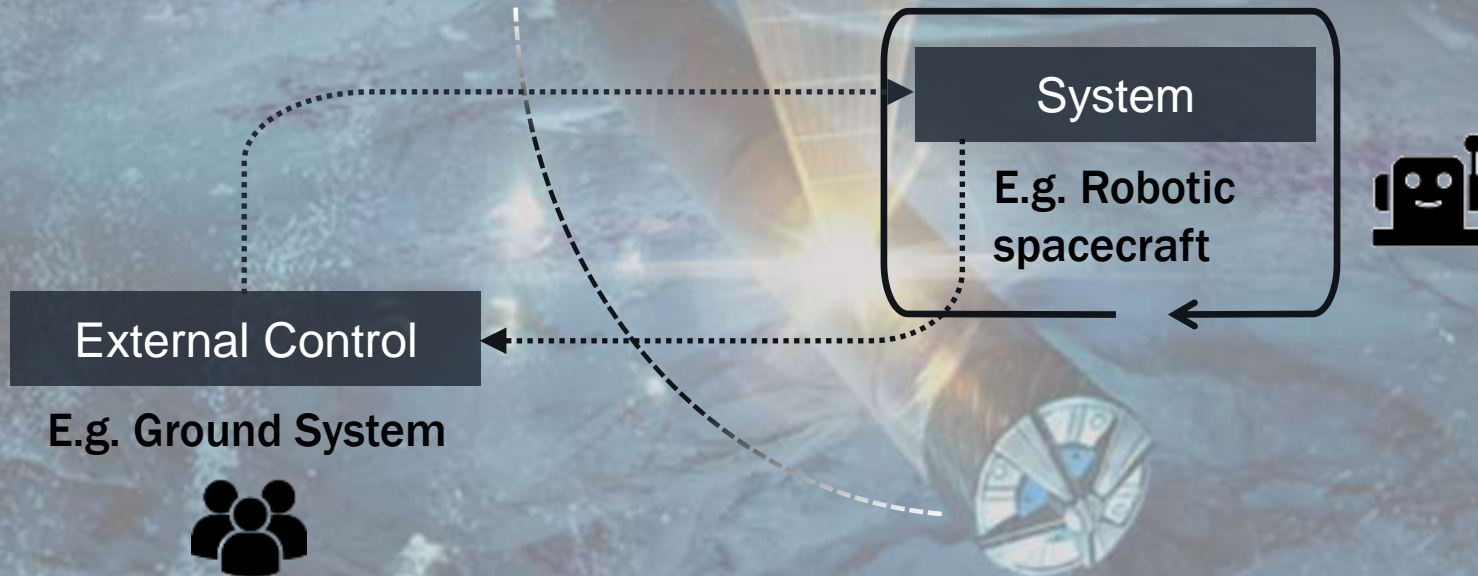 System
E.g. Robotic
spacecraft
External Control
E.g. Ground System